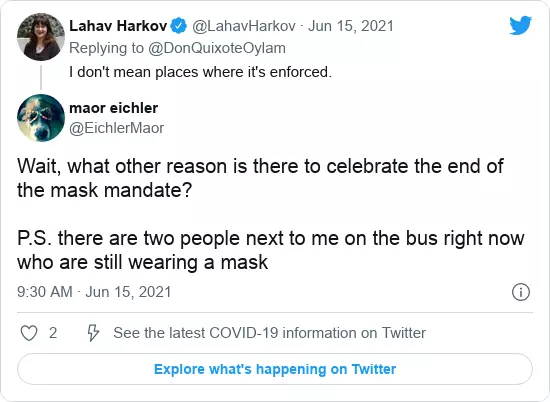 Lahav Harkov @LahavHarkov · Jun 15, 2021
Replying to @DonQuixoteOylam
I don't mean places where it's enforced.
maor eichler
@EichlerMaor
Wait, what other reason is there to celebrate the end of
the mask mandate?
P.S. there are two people next to me on the bus right now
who are still wearing a mask
9:30 AM · Jun 15, 2021
2 See the latest COVID-19 information on Twitter
Explore what's happening on Twitter